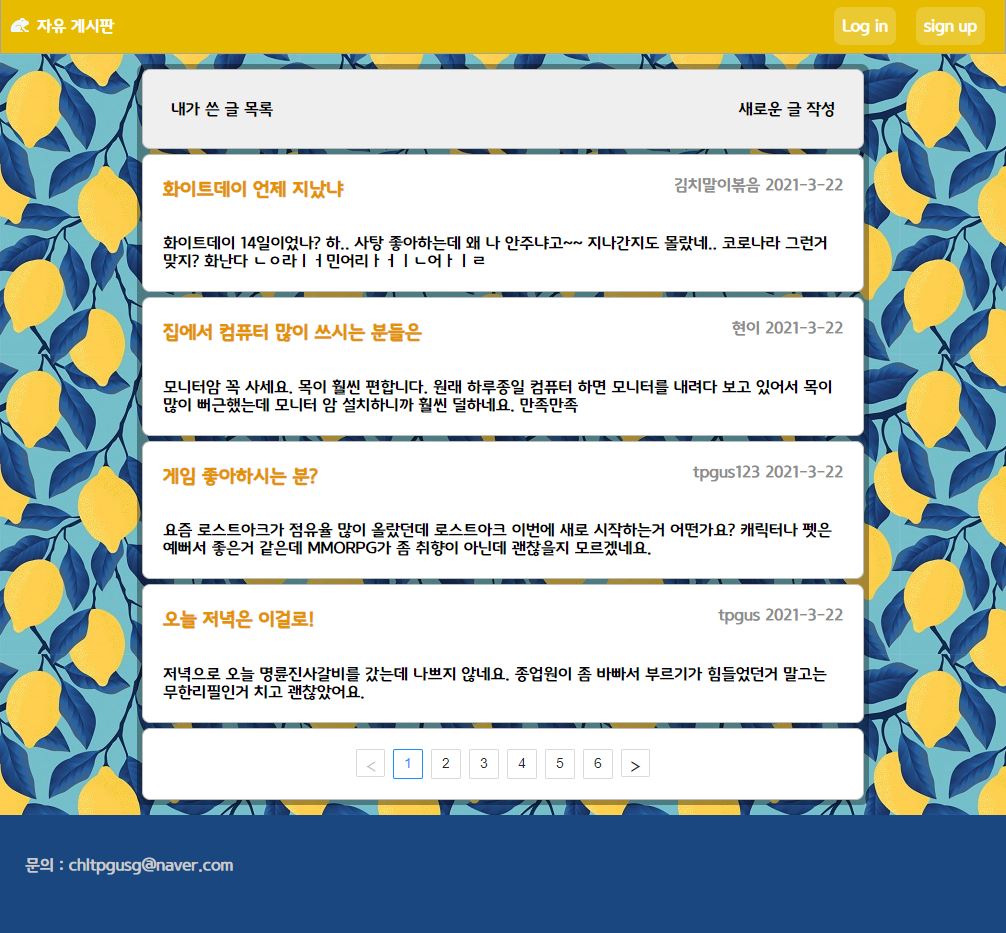 자유 게시판 Log in sign up
내가 쓴 글 목록 새로운 글 작성
화이트데이 언제 지났냐 김치말이볶음 2021-3-22
화이트데이 14일이었나? 하.. 사탕 좋아하는데 왜 나 안주냐고~~ 지나간지도 몰랐네.. 코로나라 그런거
맞지? 화난다 ㄴㅇ라ㅣㅓ민어리ㅏㅓㅣㄴ어ㅏㅣㄹ
집에서 컴퓨터 많이 쓰시는 분들은 현이 2021-3-22
모니터암 꼭 사세요. 목이 훨씬 편합니다. 원래 하루종일 컴퓨터 하면 모니터를 내려다 보고 있어서 목이
많이 뻐근했는데 모니터 암 설치하니까 훨씬 덜하네요. 만족만족
게임 좋아하시는 분? tpgus123 2021-3-22
요즘 로스트아크가 점유율 많이 올랐던데 로스트아크 이번에 새로 시작하는거 어떤가요? 캐릭터나 펫은
예뻐서 좋은거 같은데 MMORPG가 좀 취향이 아닌데 괜찮을지 모르겠네요.
오늘 저녁은 이걸로! tpgus 2021-3-22
저녁으로 오늘 명륜진사갈비를 갔는데 나쁘지 않네요. 종업원이 좀 바빠서 부르기가 힘들었던거 말고는
무한리필인거 치고 괜찮았어요.
< 1 2 3 4 5 6 >
문의 : chltpgusg@naver.com